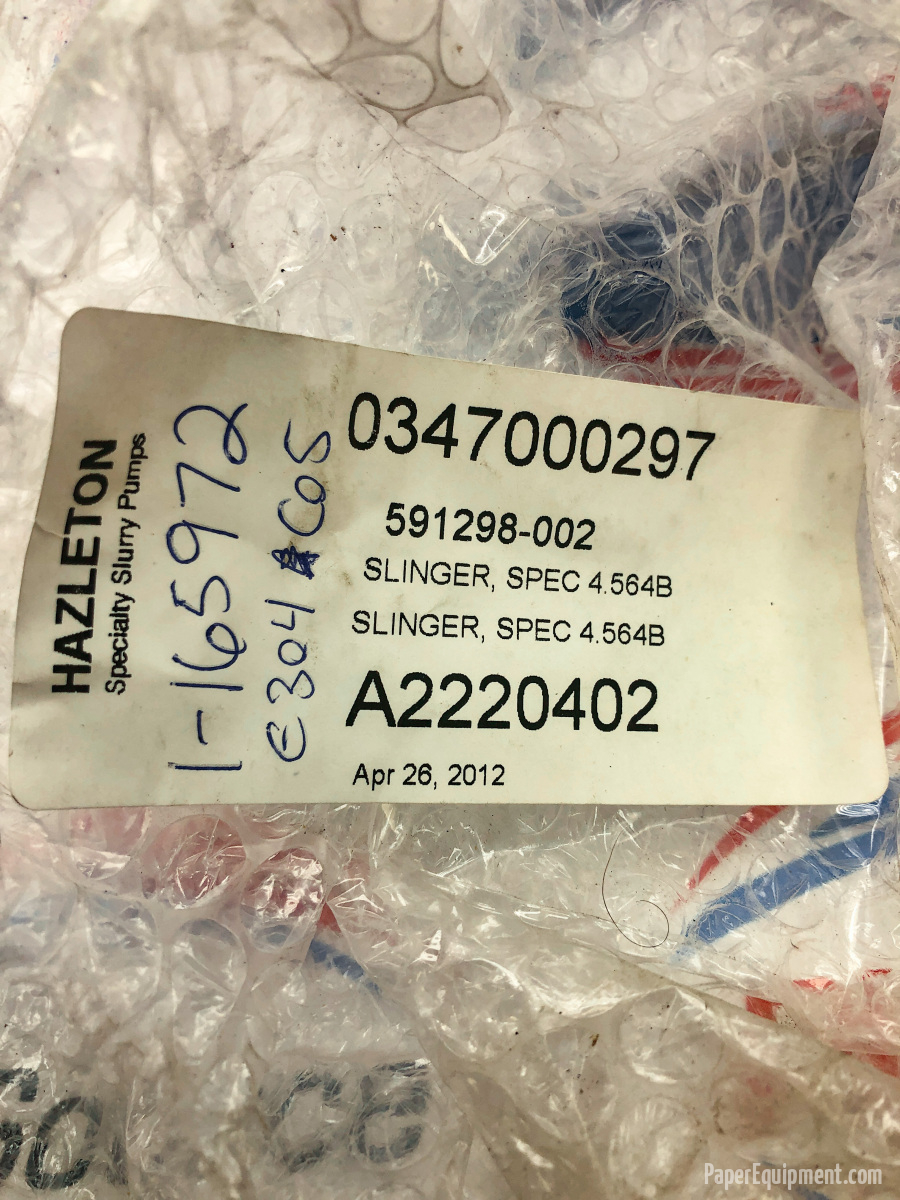 HAZLETON
Specialty Slurry Pumps
1-165972
E304 C05
0347000297
591298-002
SLINGER, SPEC 4.564B
SLINGER, SPEC 4.564B
A2220402
Apr 26, 2012
PaperEquipment.com